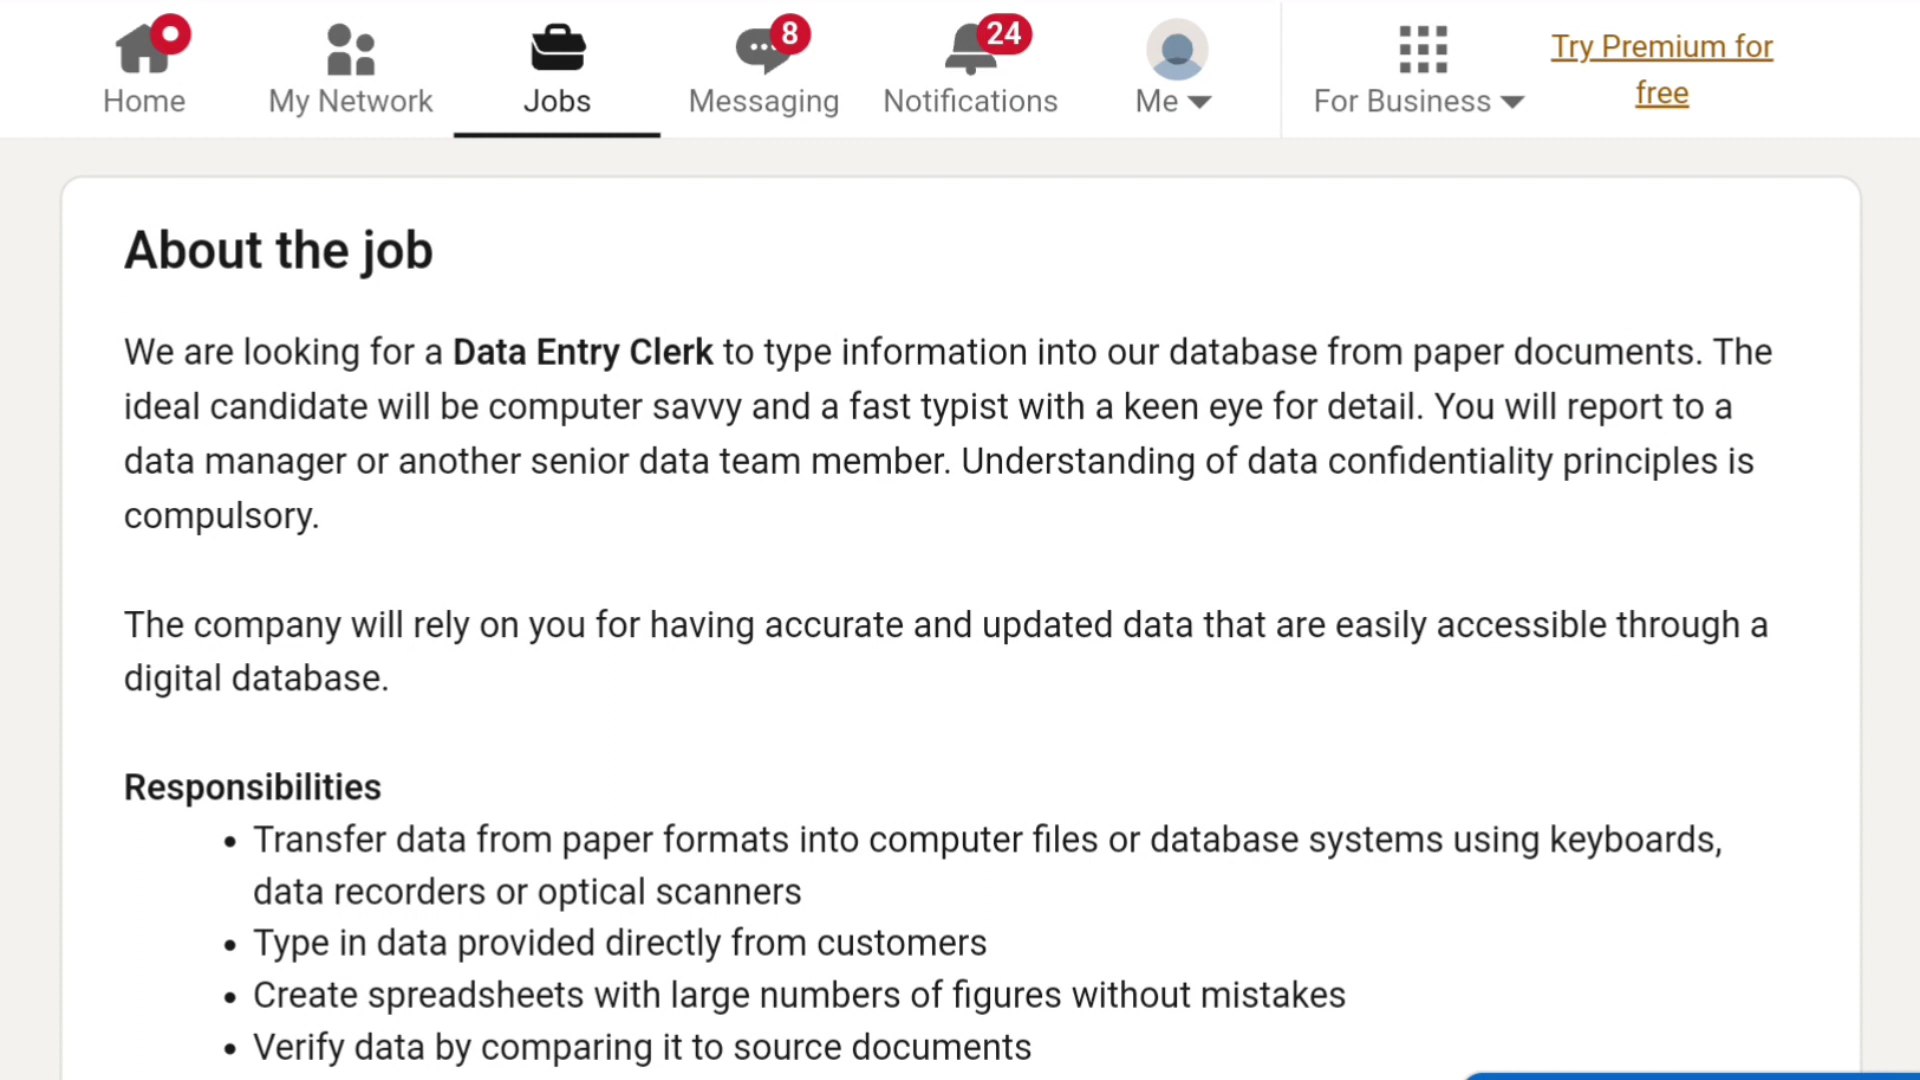 8
24
Home
My Network
Jobs
Messaging
Notifications
Me
For Business
Try Premium for
free
About the job
We are looking for a Data Entry Clerk to type information into our database from paper documents. The
ideal candidate will be computer savvy and a fast typist with a keen eye for detail. You will report to a
data manager or another senior data team member. Understanding of data confidentiality principles is
compulsory.
The company will rely on you for having accurate and updated data that are easily accessible through a
digital database.
Responsibilities
• Transfer data from paper formats into computer files or database systems using keyboards,
data recorders or optical scanners
• Type in data provided directly from customers
• Create spreadsheets with large numbers of figures without mistakes
• Verify data by comparing it to source documents